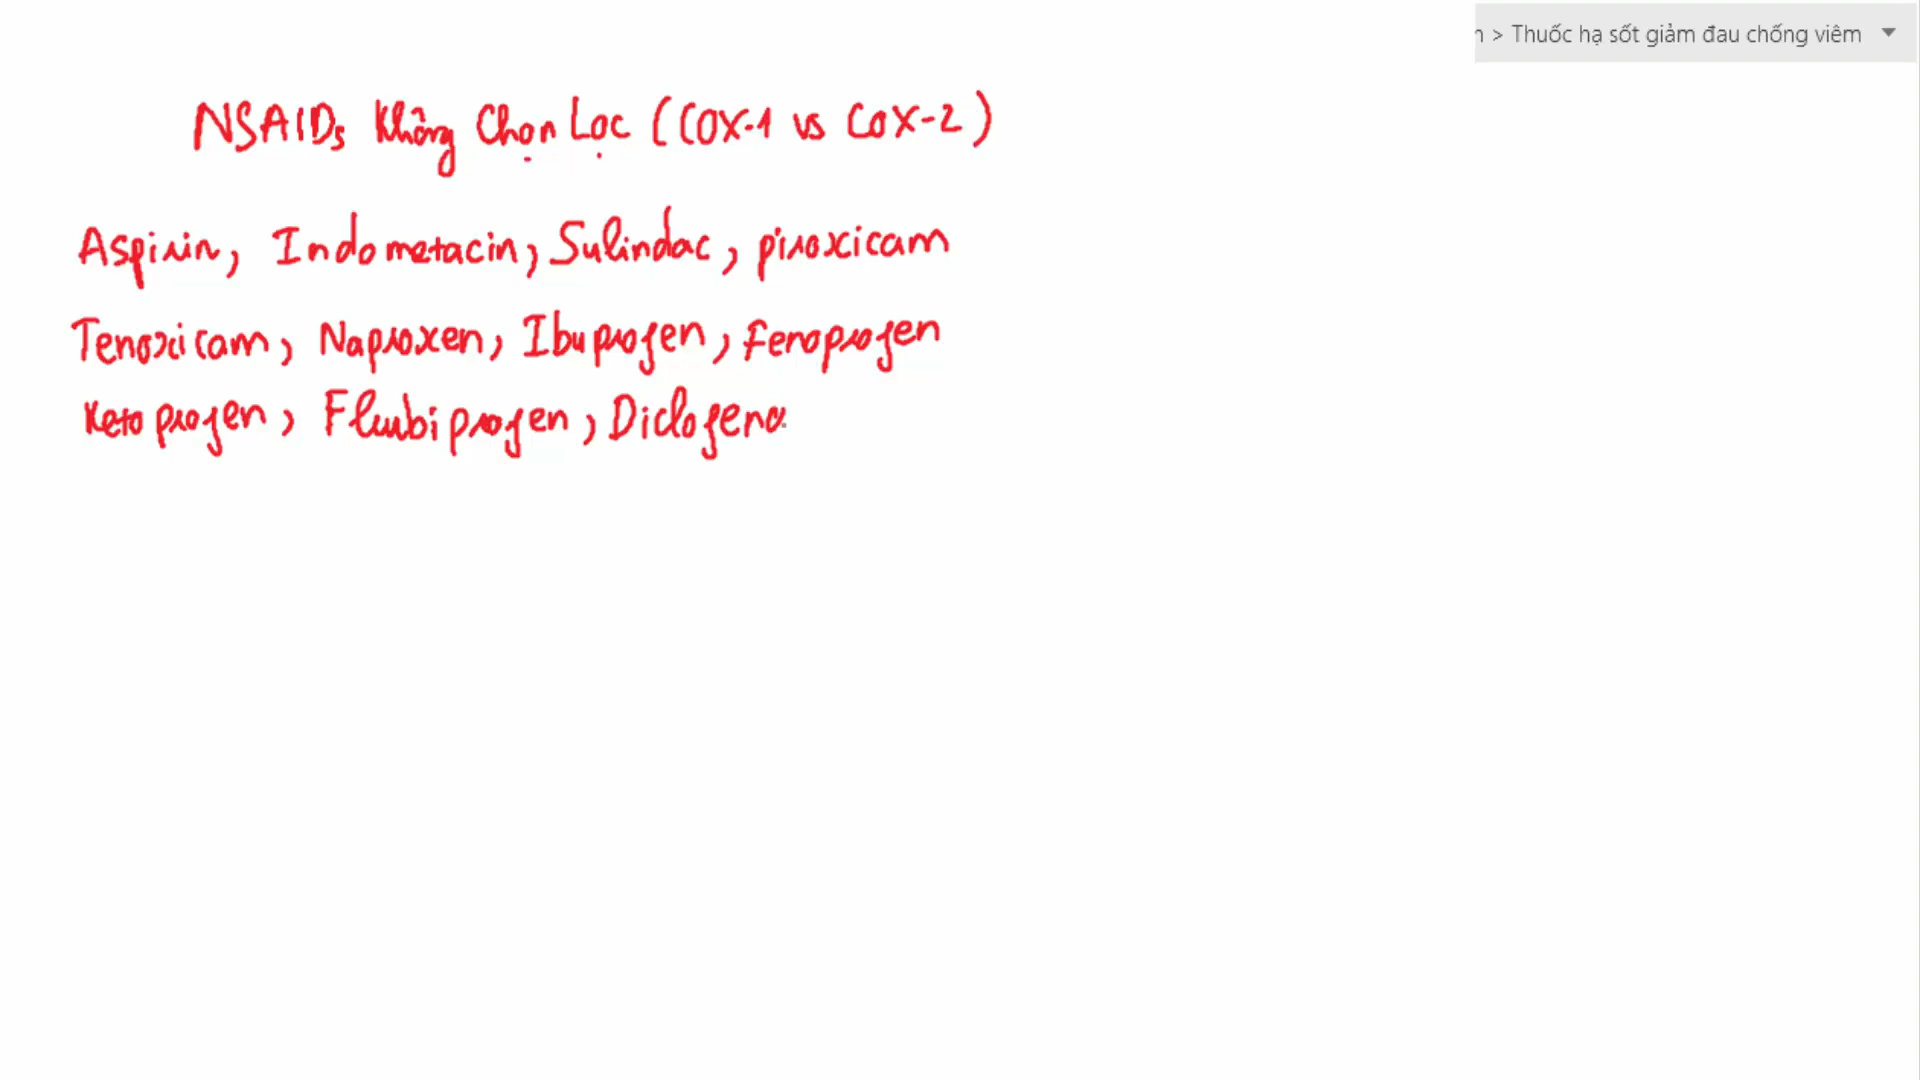 n > Thuốc hạ sốt giảm đau chống viêm
NSAIDs Không Chọn Lọc (COX-1 vs COX-2)
Aspirin, Indometacin, Sulindac, piroxicam
Tenoxicam, Naproxen, Ibuprofen, Fenoprofen
Ketoprofen, Flurbiprofen, Diclofena